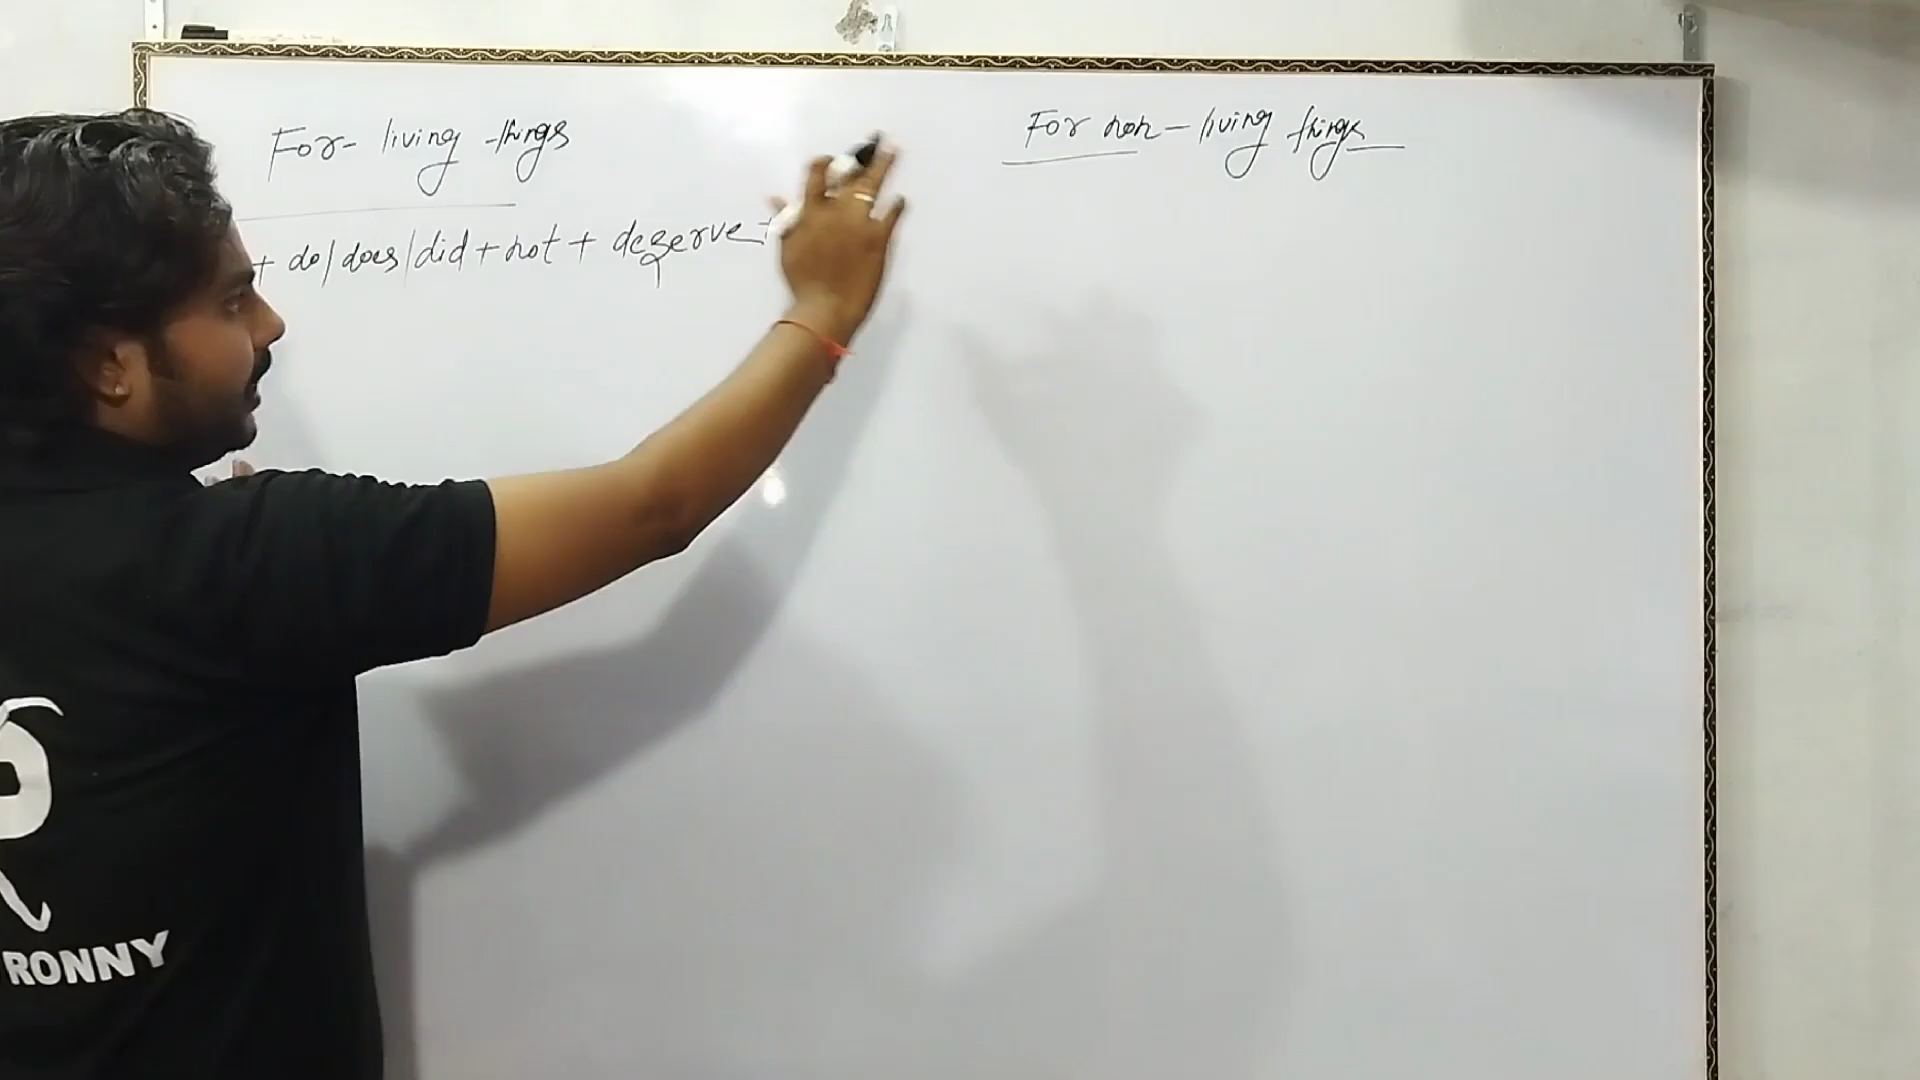 For- living things
For non-living things
+ do/does/did + not + deserve +
RONNY